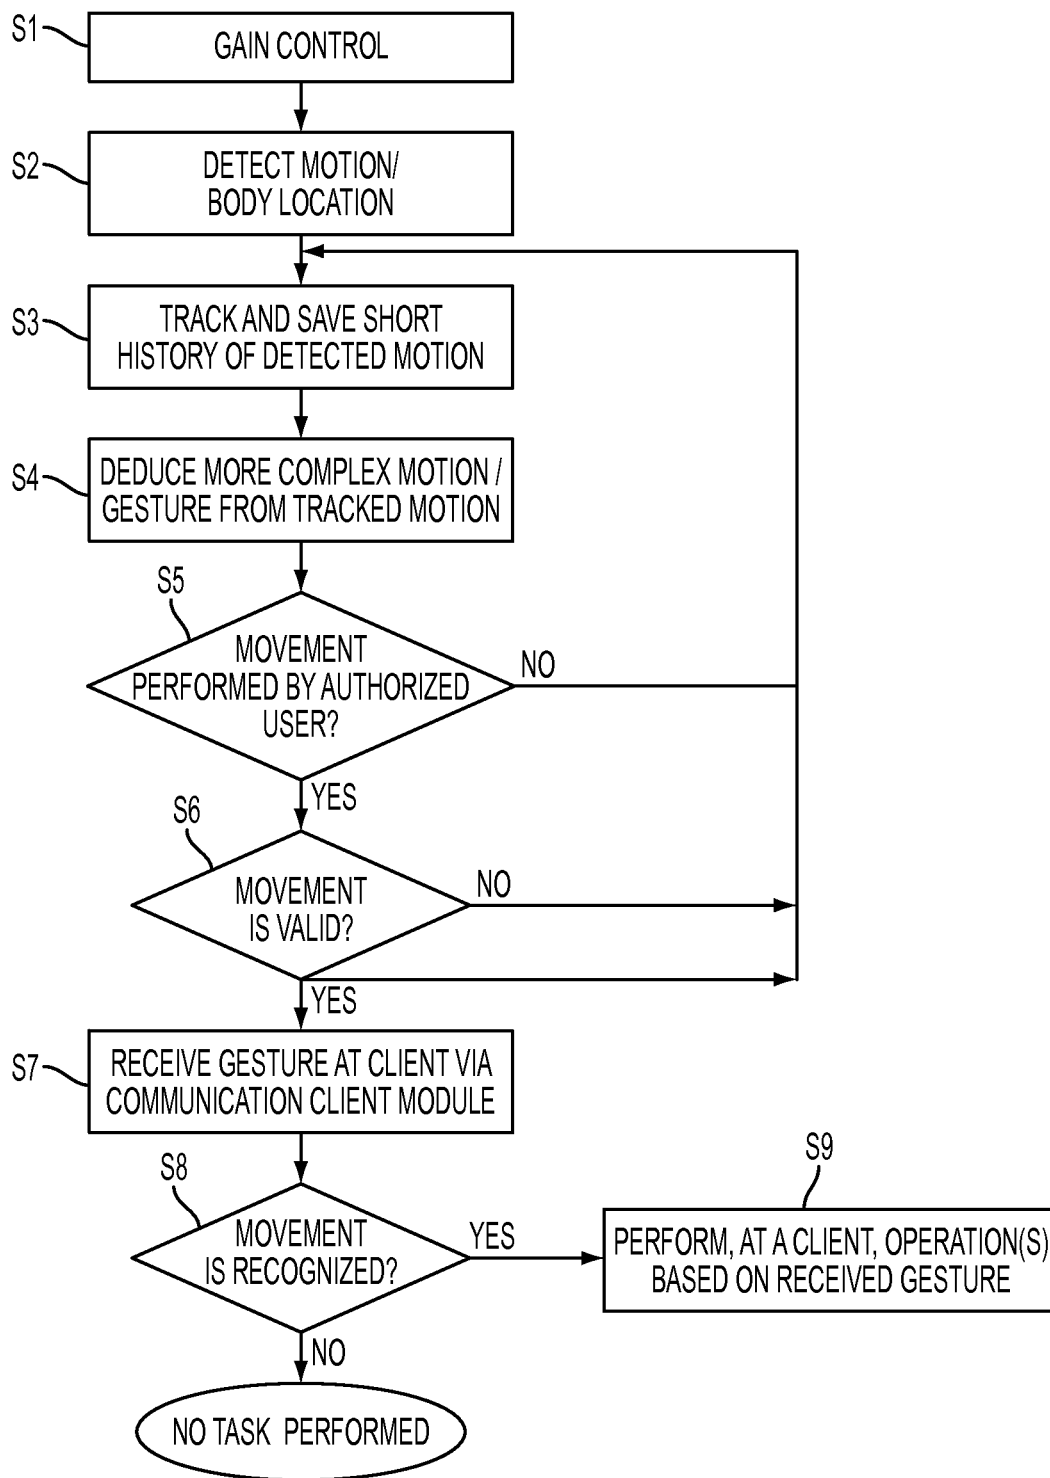 S1
GAIN CONTROL
S2
DETECT MOTION/
BODY LOCATION
S3
TRACK AND SAVE SHORT
HISTORY OF DETECTED MOTION
S4
DEDUCE MORE COMPLEX MOTION /
GESTURE FROM TRACKED MOTION
S5
MOVEMENT
PERFORMED BY AUTHORIZED
USER?
NO
YES
S6
MOVEMENT
IS VALID?
NO
YES
S7
RECEIVE GESTURE AT CLIENT VIA
COMMUNICATION CLIENT MODULE
S8
MOVEMENT
IS RECOGNIZED?
YES
S9
PERFORM, AT A CLIENT, OPERATION(S)
BASED ON RECEIVED GESTURE
NO
NO TASK PERFORMED